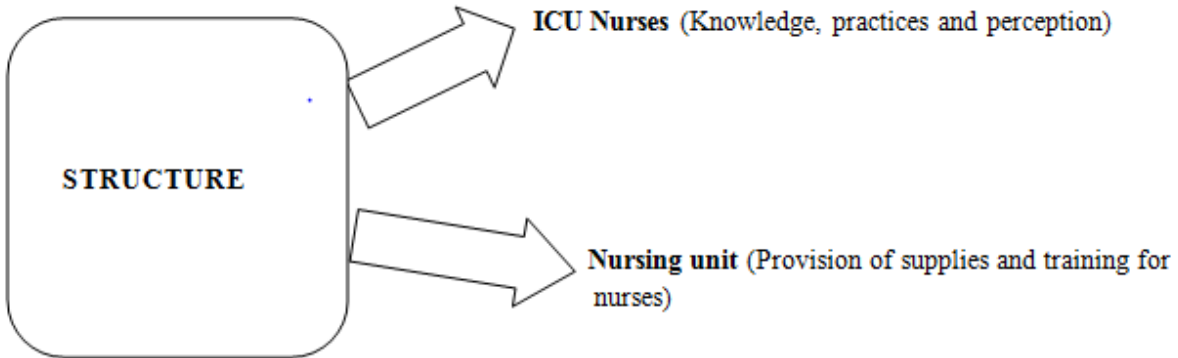 ICU Nurses (Knowledge, practices and perception)
STRUCTURE
Nursing unit (Provision of supplies and training for
nurses)